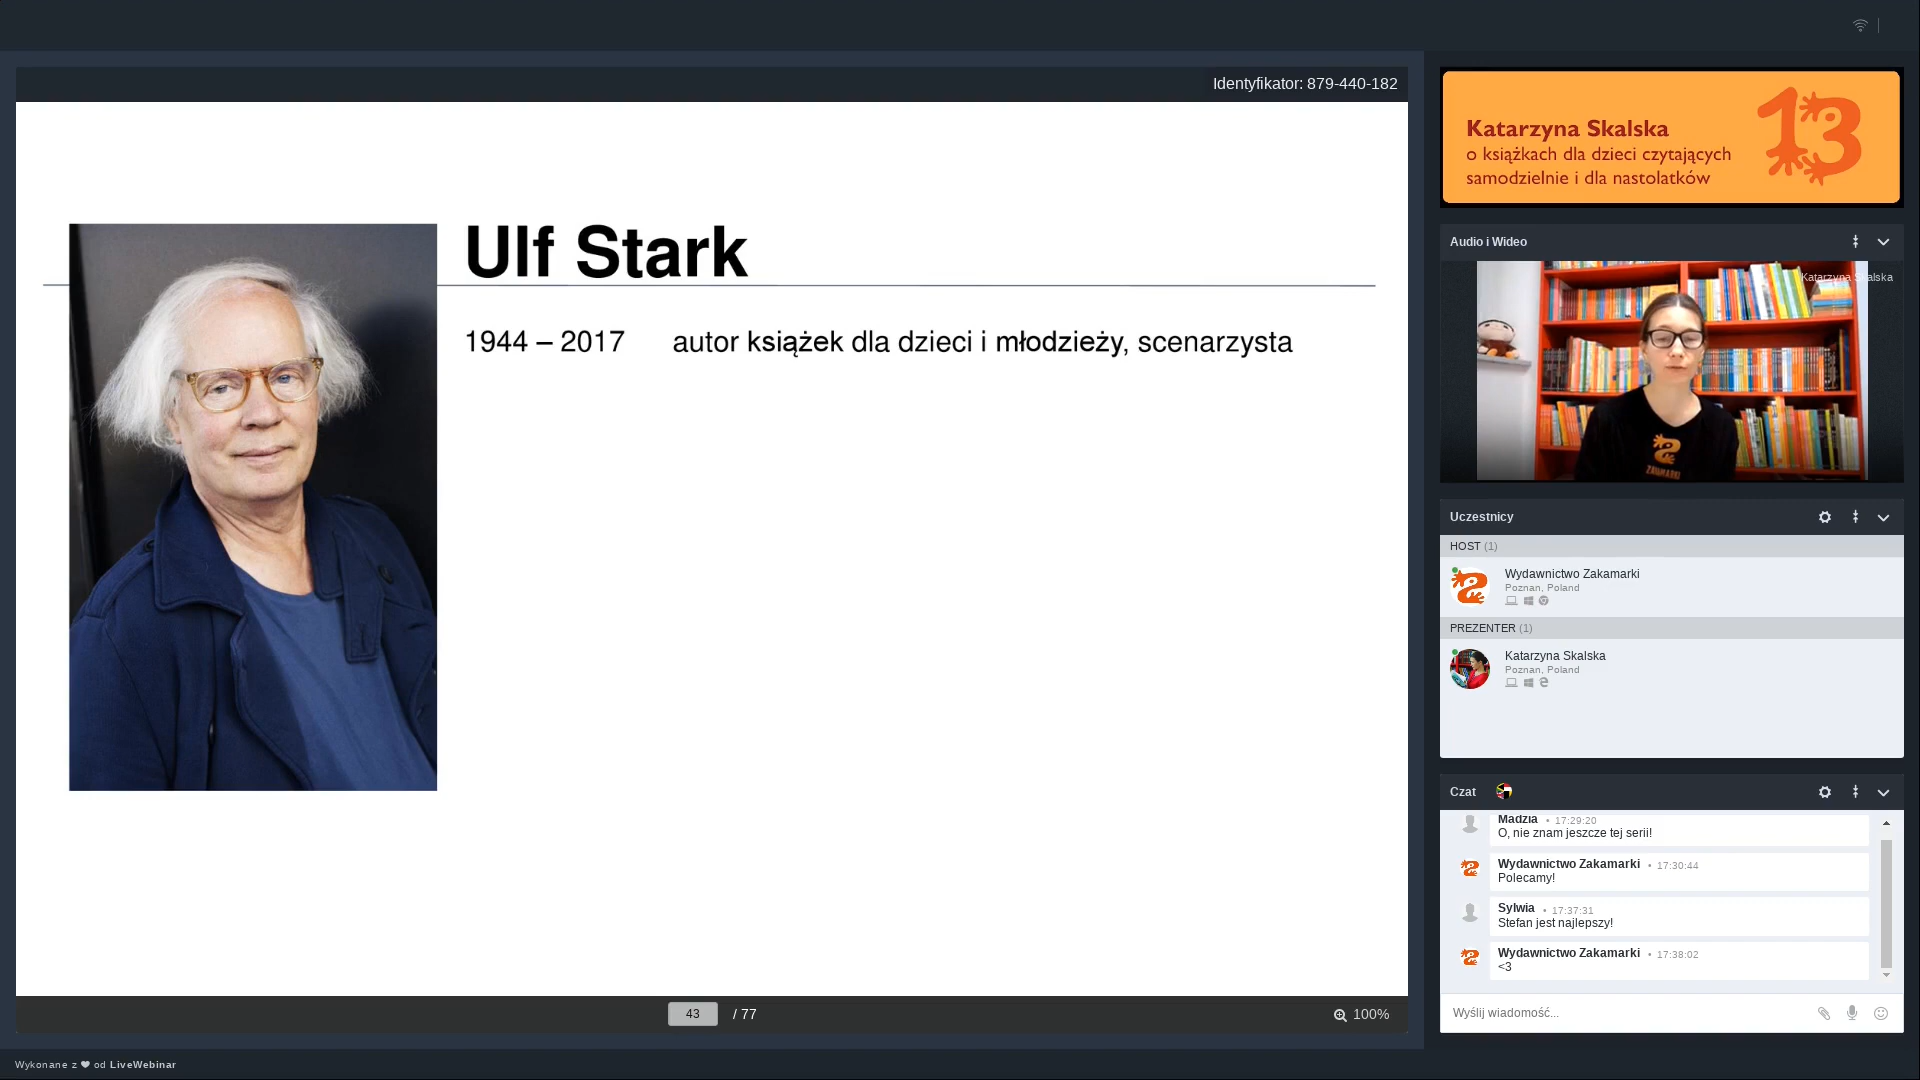 Identyfikator: 879-440-182
Ulf Stark
1944 – 2017 autor książek dla dzieci i młodzieży, scenarzysta
43 / 77
100%
Wykonane z od LiveWebinar
Katarzyna Skalska
o książkach dla dzieci czytających
samodzielnie i dla nastolatków
13
Audio i Wideo
Katarzyna Skalska
ZAKAMARKI
Uczestnicy
HOST (1)
Wydawnictwo Zakamarki
Poznan, Poland
PREZENTER (1)
Katarzyna Skalska
Poznan, Poland
Czat
Madzia • 17:29:20
O, nie znam jeszcze tej serii!
Wydawnictwo Zakamarki • 17:30:44
Polecamy!
Sylwia • 17:37:31
Stefan jest najlepszy!
Wydawnictwo Zakamarki • 17:38:02
<3
Wyślij wiadomość...